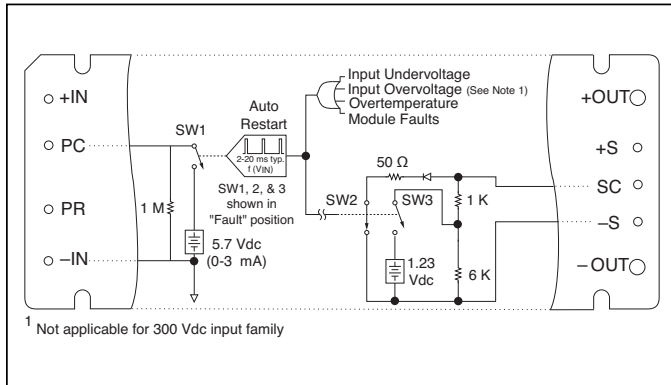 +IN
PC
PR
–IN
SW1
1 M
5.7 Vdc
(0-3 mA)
Auto
Restart
2-20 ms typ.
f (VIN)
SW1, 2, & 3
shown in
"Fault" position
Input Undervoltage
Input Overvoltage (See Note 1)
Overtemperature
Module Faults
50 Ω
SW2
SW3
1 K
1.23
Vdc
6 K
+OUT
+S
SC
–S
–OUT
1 Not applicable for 300 Vdc input family